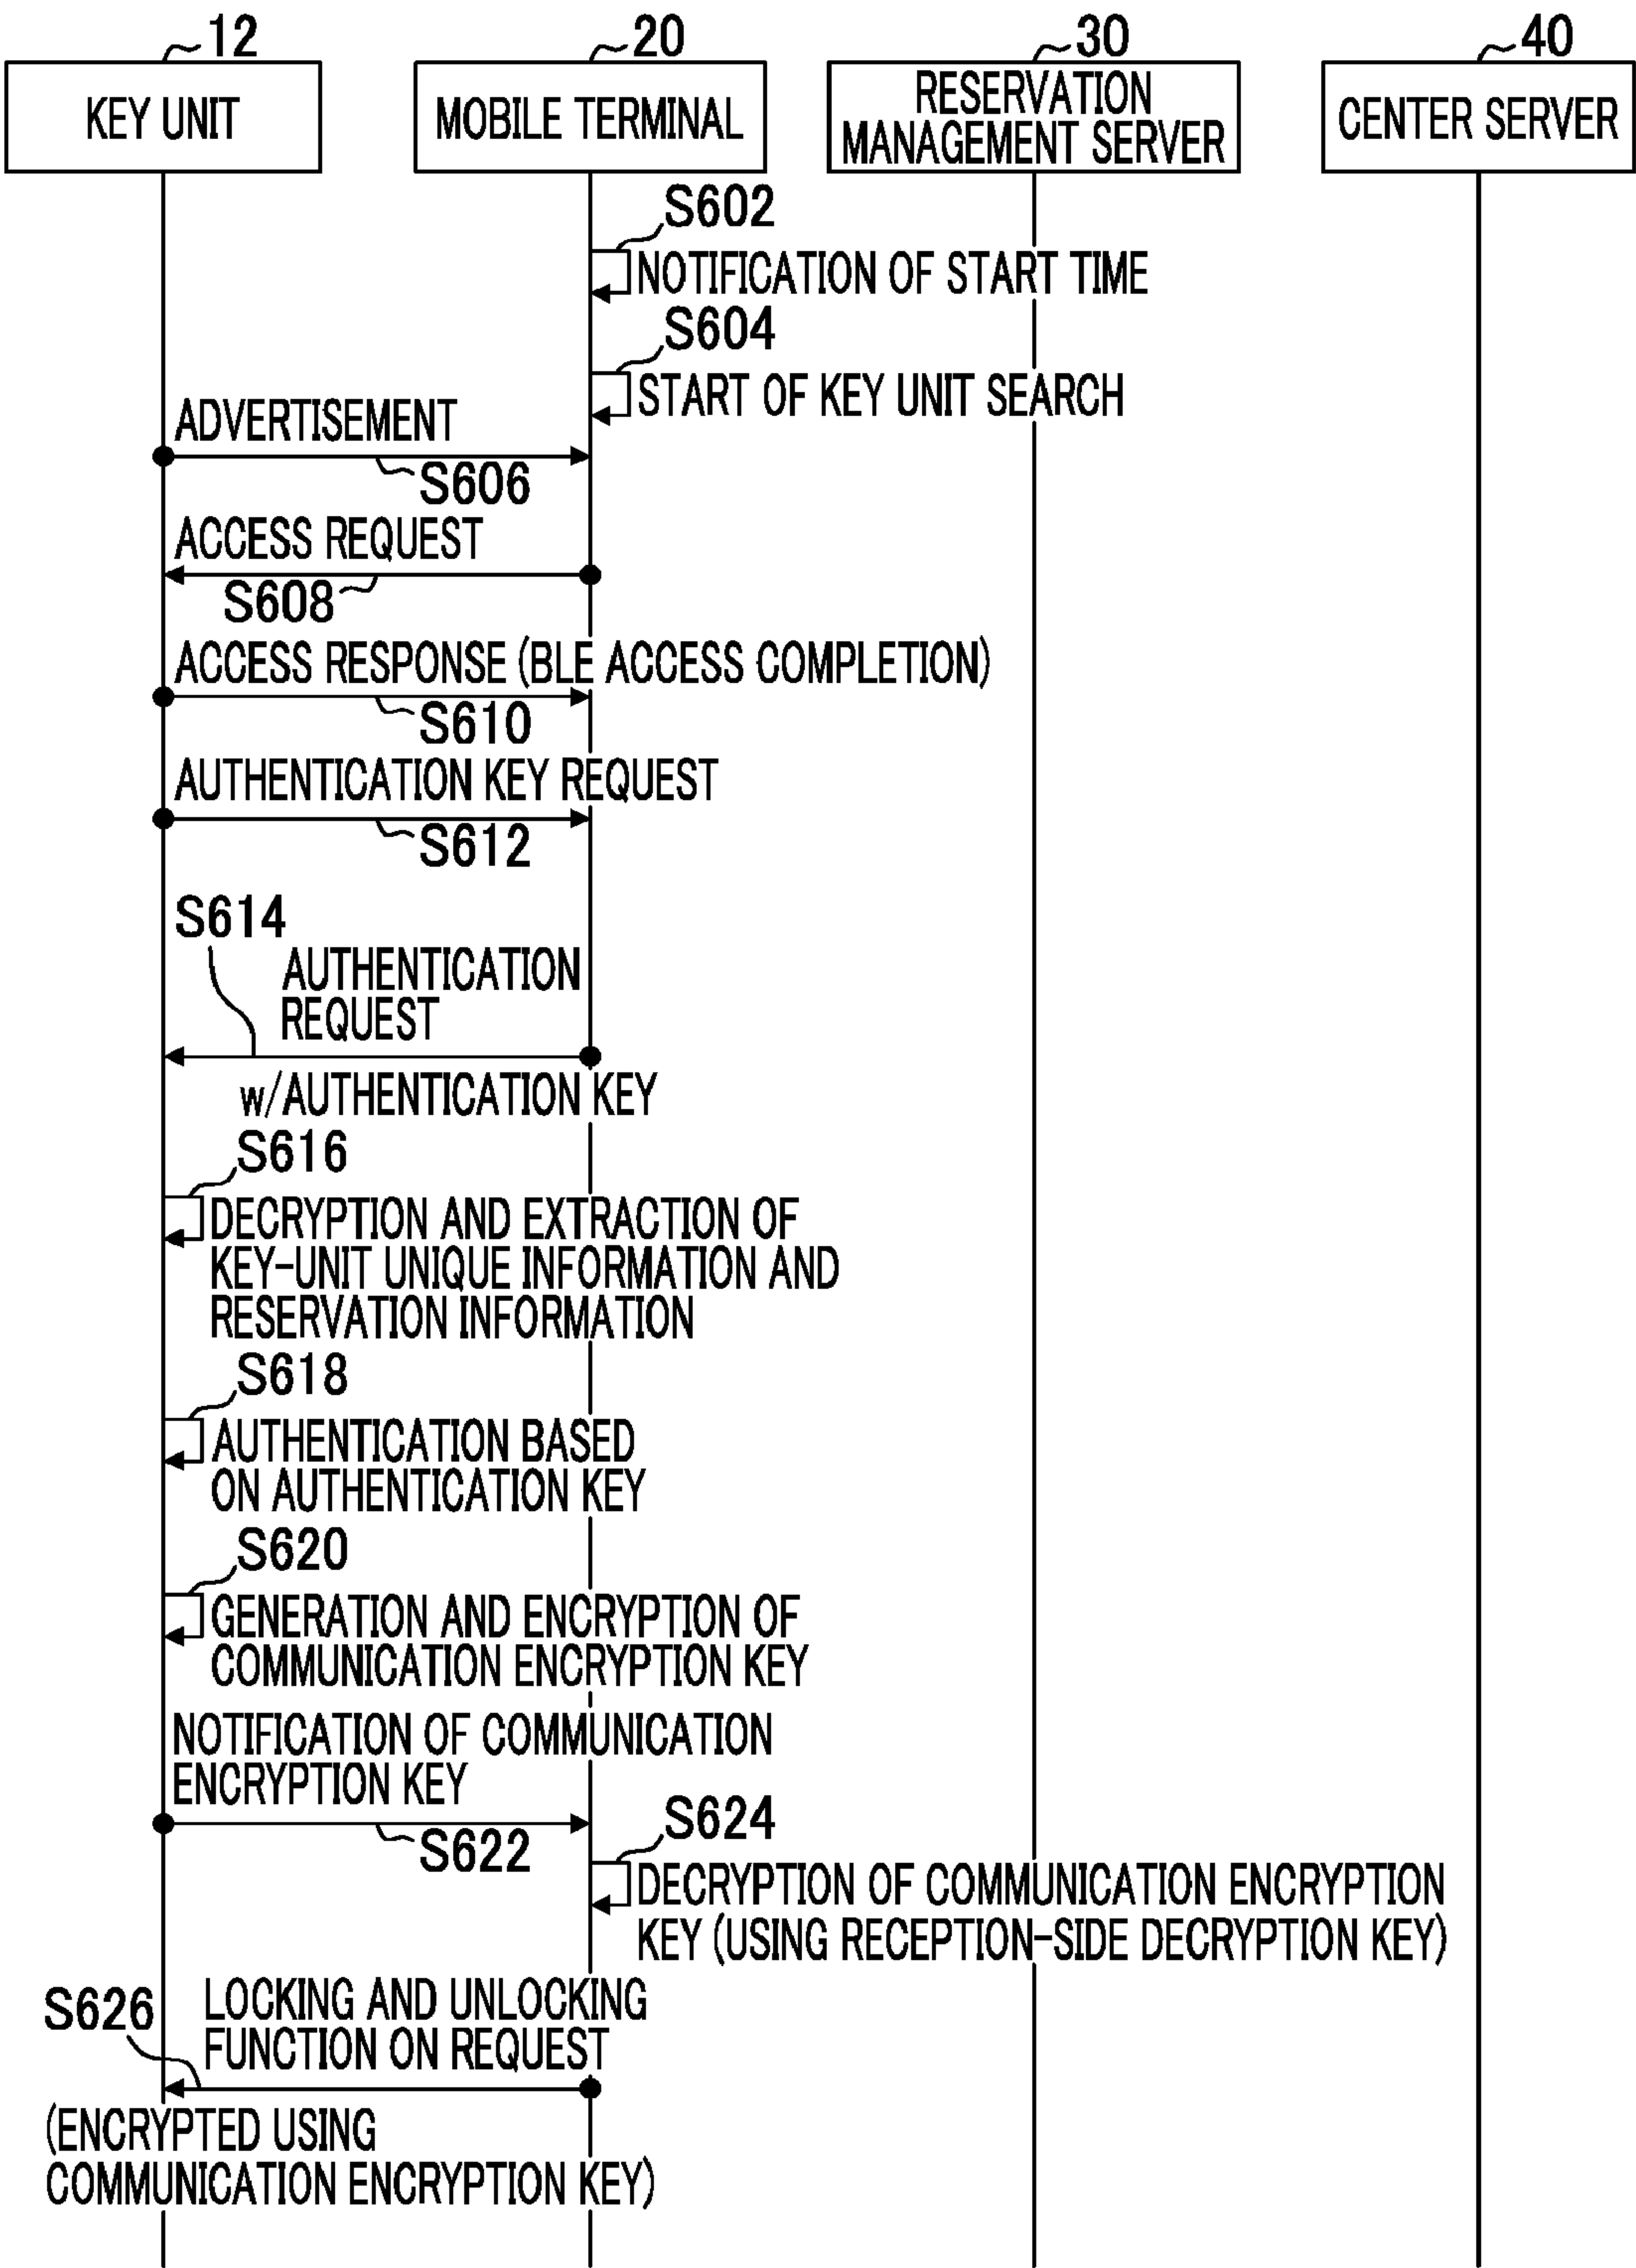 12
20
30
40
KEY UNIT
MOBILE TERMINAL
RESERVATION
MANAGEMENT SERVER
CENTER SERVER
S602
NOTIFICATION OF START TIME
S604
START OF KEY UNIT SEARCH
ADVERTISEMENT
S606
ACCESS REQUEST
S608
ACCESS RESPONSE (BLE ACCESS COMPLETION)
S610
AUTHENTICATION KEY REQUEST
S612
S614
AUTHENTICATION
REQUEST
w/AUTHENTICATION KEY
S616
DECRYPTION AND EXTRACTION OF
KEY-UNIT UNIQUE INFORMATION AND
RESERVATION INFORMATION
S618
AUTHENTICATION BASED
ON AUTHENTICATION KEY
S620
GENERATION AND ENCRYPTION OF
COMMUNICATION ENCRYPTION KEY
NOTIFICATION OF COMMUNICATION
ENCRYPTION KEY
S622
S624
DECRYPTION OF COMMUNICATION ENCRYPTION
KEY (USING RECEPTION-SIDE DECRYPTION KEY)
S626
LOCKING AND UNLOCKING
FUNCTION ON REQUEST
(ENCRYPTED USING
COMMUNICATION ENCRYPTION KEY)